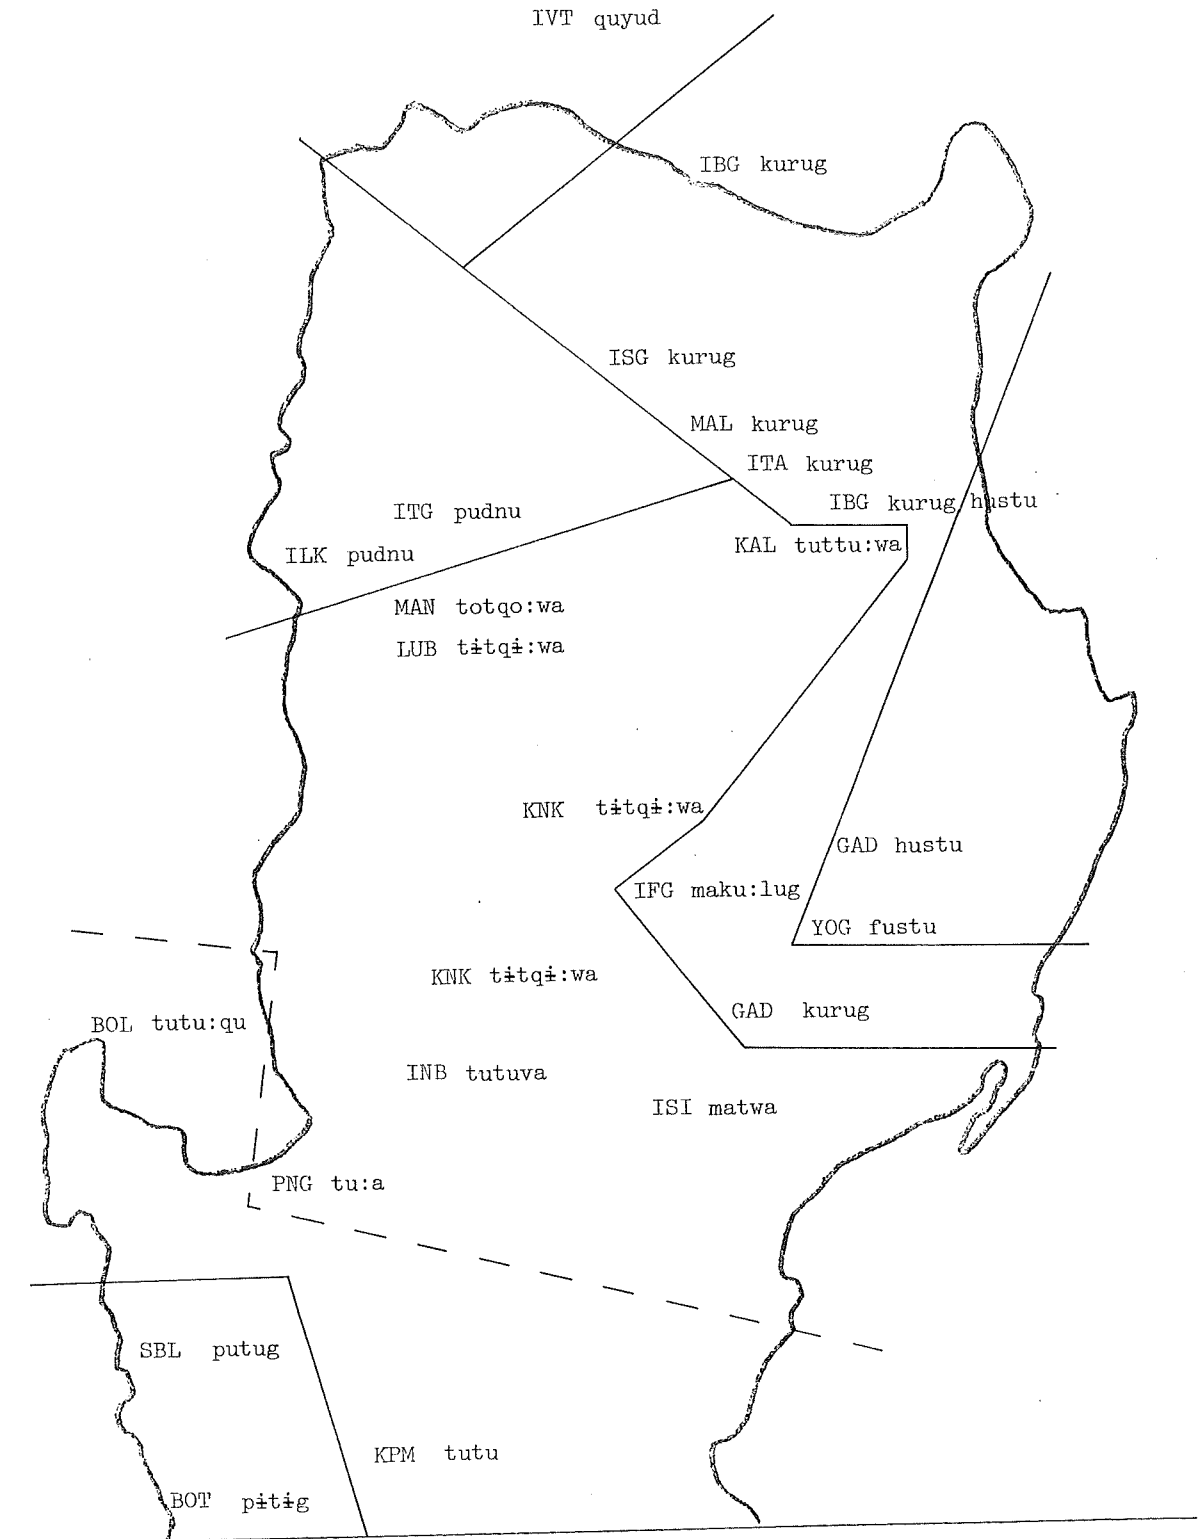 IVT quyud
IBG kurug
ISG kurug
MAL kurug
ITA kurug
IBG kurug, hustu
ITG pudnu
KAL tuttu:wa
ILK pudnu
MAN totqo:wa
LUB tɨtqɨ:wa
KNK tɨtqɨ:wa
GAD hustu
IFG maku:lug
YOG fustu
KNK tɨtqɨ:wa
GAD kurug
BOL tutu:qu
INB tutuva
ISI matwa
PNG tu:a
SBL putug
KPM tutu
BOT pɨtɨg